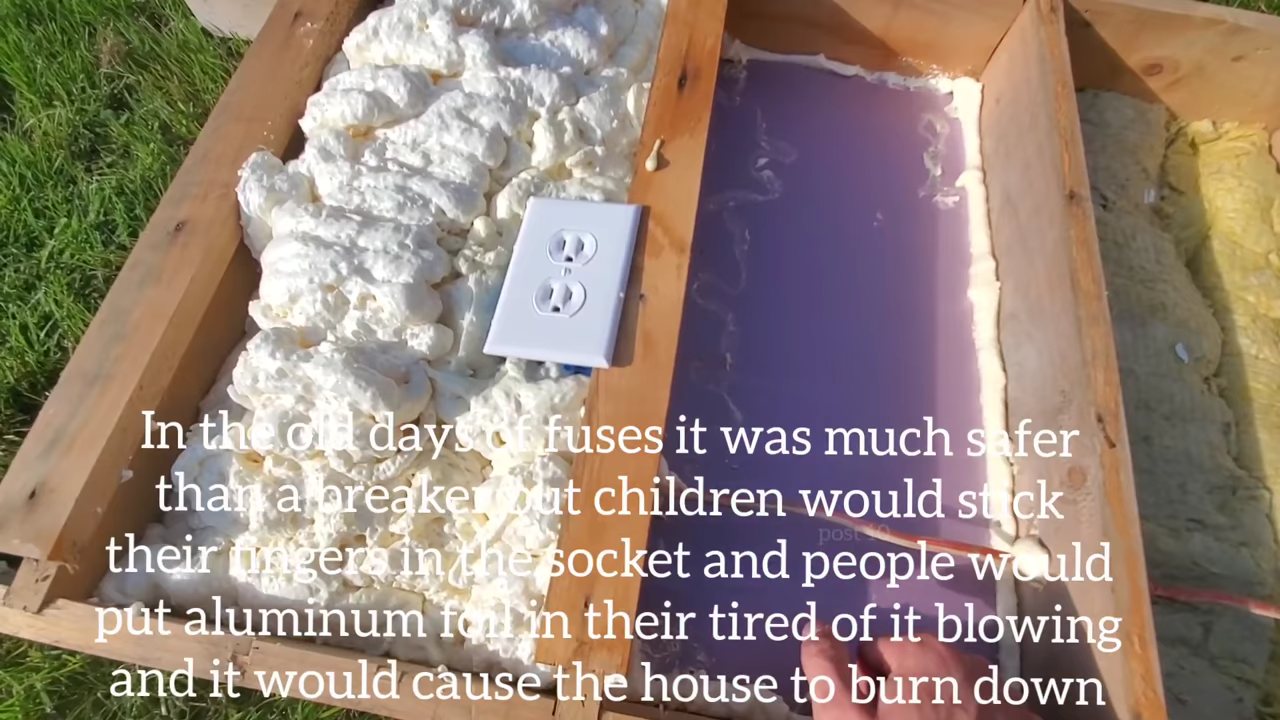 In the old days of fuses it was much safer
than a breaker but children would stick
their fingers in the socket and people would
put aluminum foil in their tired of it blowing
and it would cause the house to burn down
post 10